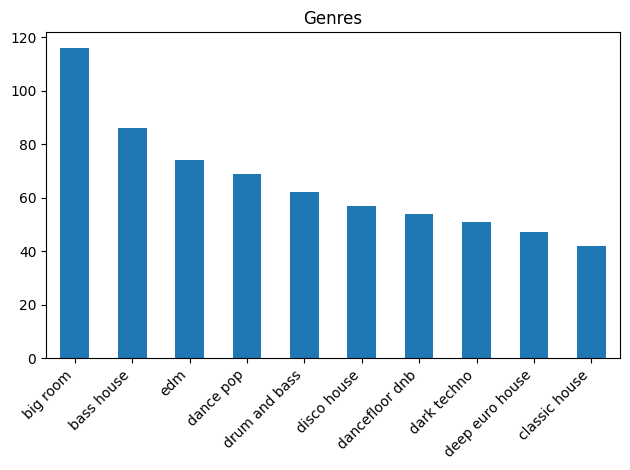 Genres
120
100
80
60
40
20
0
big room
bass house
edm
dance pop
drum and bass
disco house
dancefloor dnb
dark techno
deep euro house
classic house